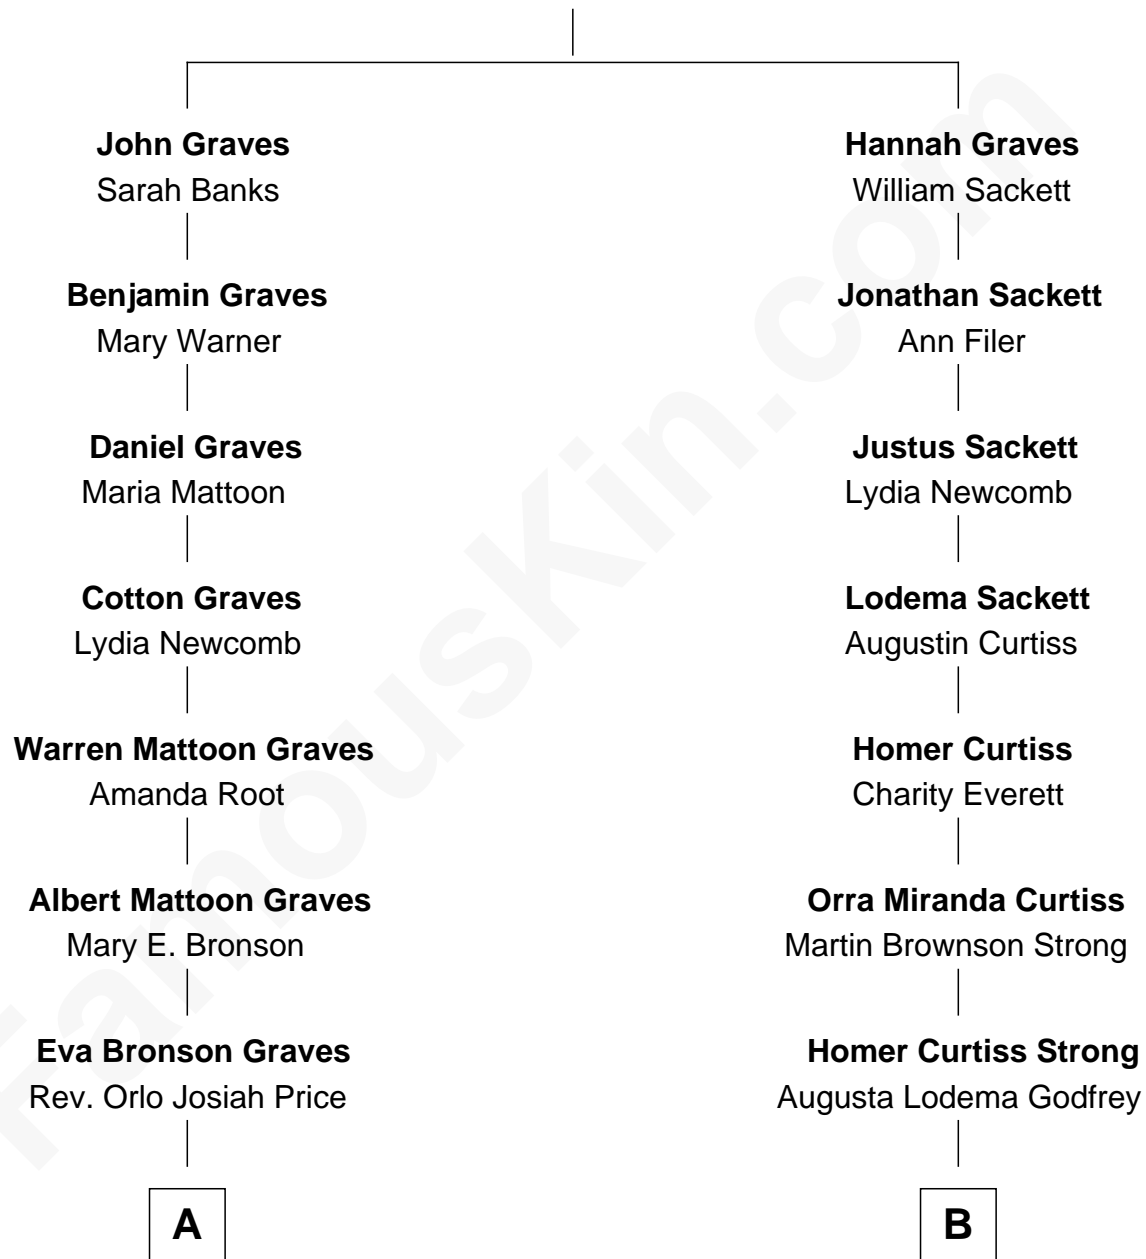 John Graves
Sarah Banks
Hannah Graves
William Sackett
Benjamin Graves
Mary Warner
Jonathan Sackett
Ann Filer
Daniel Graves
Maria Mattoon
Justus Sackett
Lydia Newcomb
Cotton Graves
Lydia Newcomb
Lodema Sackett
Augustin Curtiss
Warren Mattoon Graves
Amanda Root
Homer Curtiss
Charity Everett
Albert Mattoon Graves
Mary E. Bronson
Orra Miranda Curtiss
Martin Brownson Strong
Eva Bronson Graves
Rev. Orlo Josiah Price
Homer Curtiss Strong
Augusta Lodema Godfrey
A
B
FamousKin.com